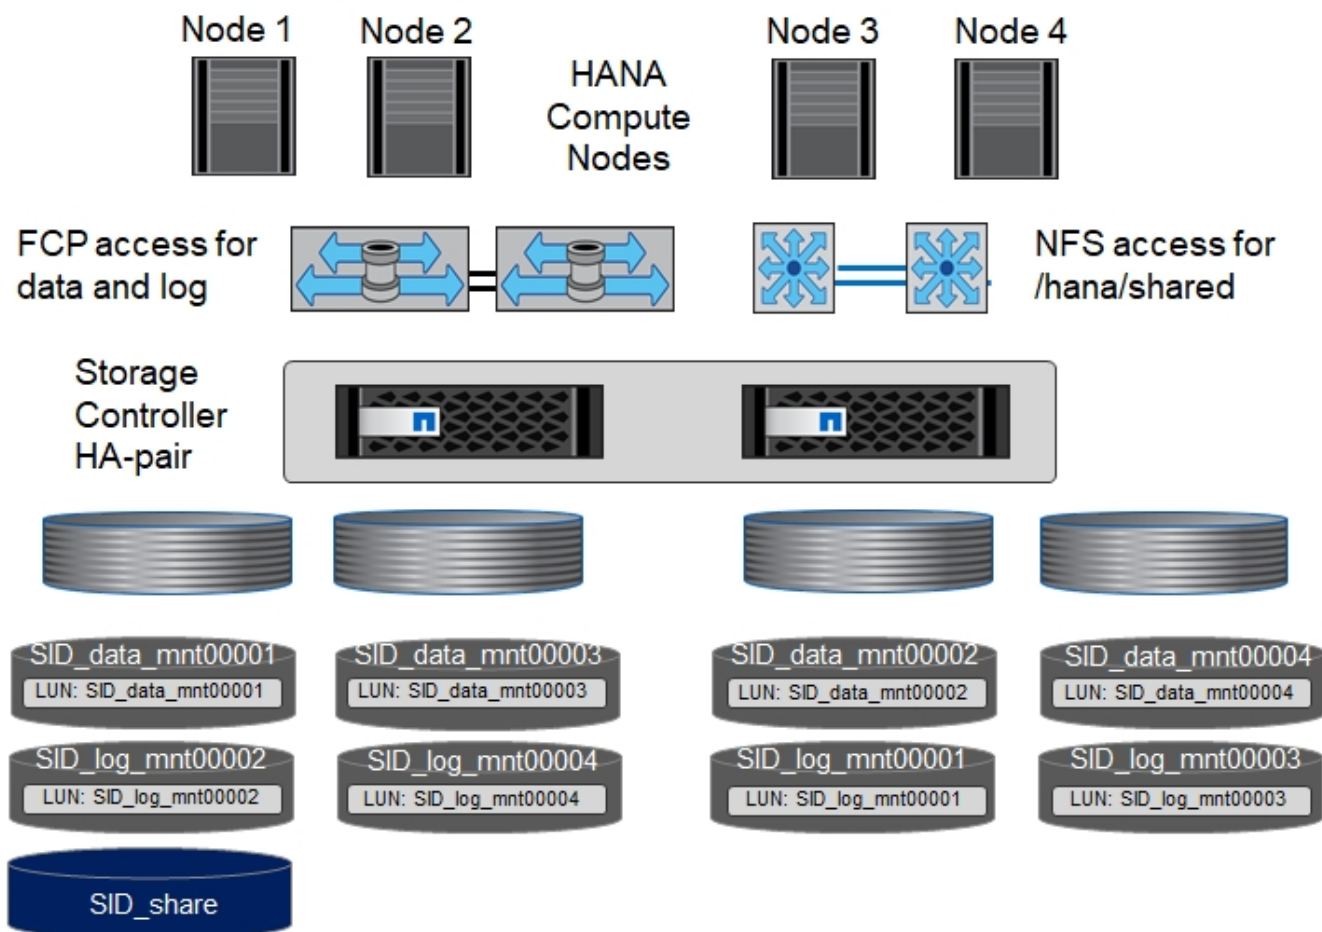 Node 1
Node 2
Node 3
Node 4
HANA
Compute
Nodes
FCP access for
data and log
NFS access for
/hana/shared
Storage
Controller
HA-pair
SID_data_mnt00001
LUN: SID_data_mnt00001
SID_data_mnt00003
LUN: SID_data_mnt00003
SID_data_mnt00002
LUN: SID_data_mnt00002
SID_data_mnt00004
LUN: SID_data_mnt00004
SID_log_mnt00002
LUN: SID_log_mnt00002
SID_log_mnt00004
LUN: SID_log_mnt00004
SID_log_mnt00001
LUN: SID_log_mnt00001
SID_log_mnt00003
LUN: SID_log_mnt00003
SID_share